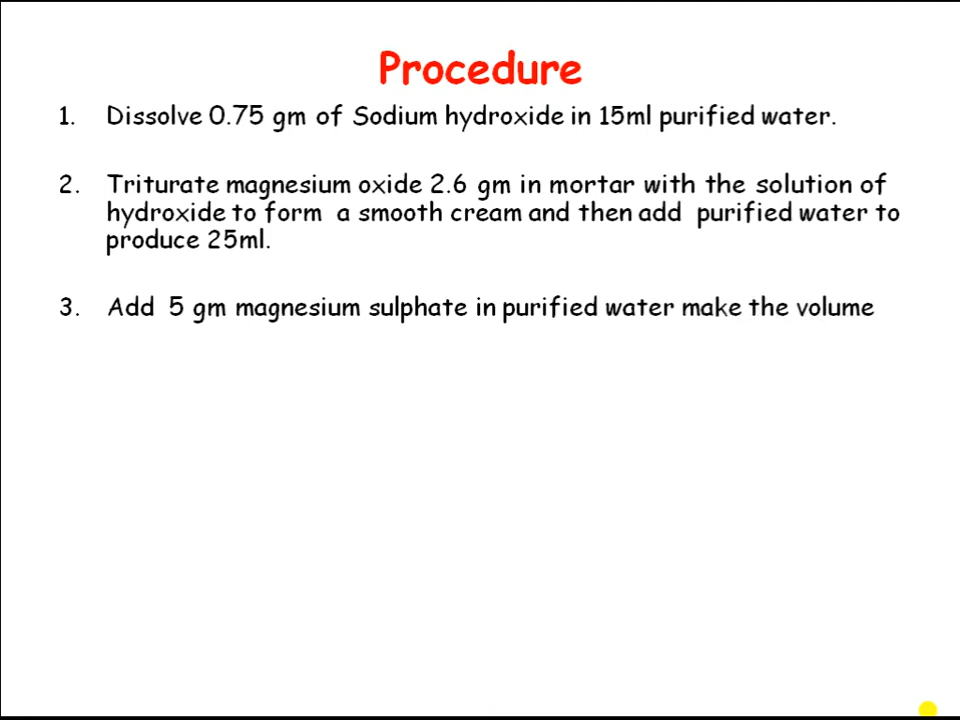 Procedure
1. Dissolve 0.75 gm of Sodium hydroxide in 15ml purified water.
2. Triturate magnesium oxide 2.6 gm in mortar with the solution of
hydroxide to form a smooth cream and then add purified water to
produce 25ml.
3. Add 5 gm magnesium sulphate in purified water make the volume